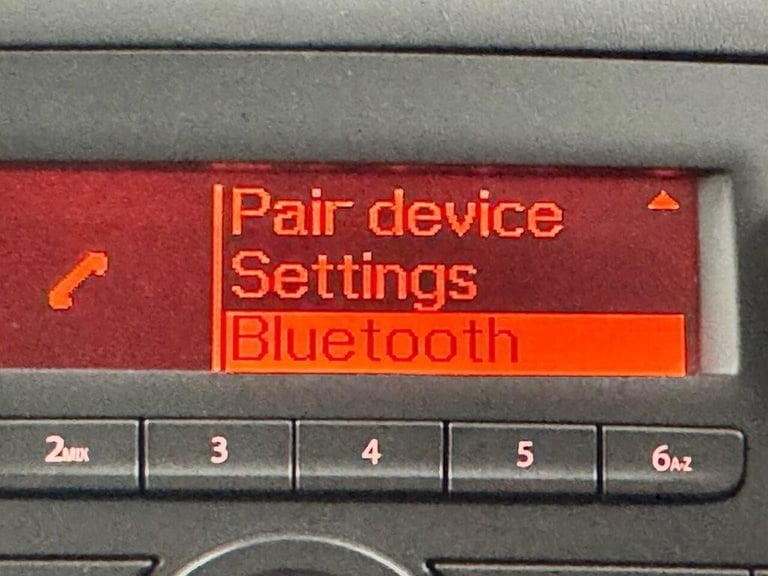 Pair device
Settings
Bluetooth
2MIX 3 4 5 6A-Z